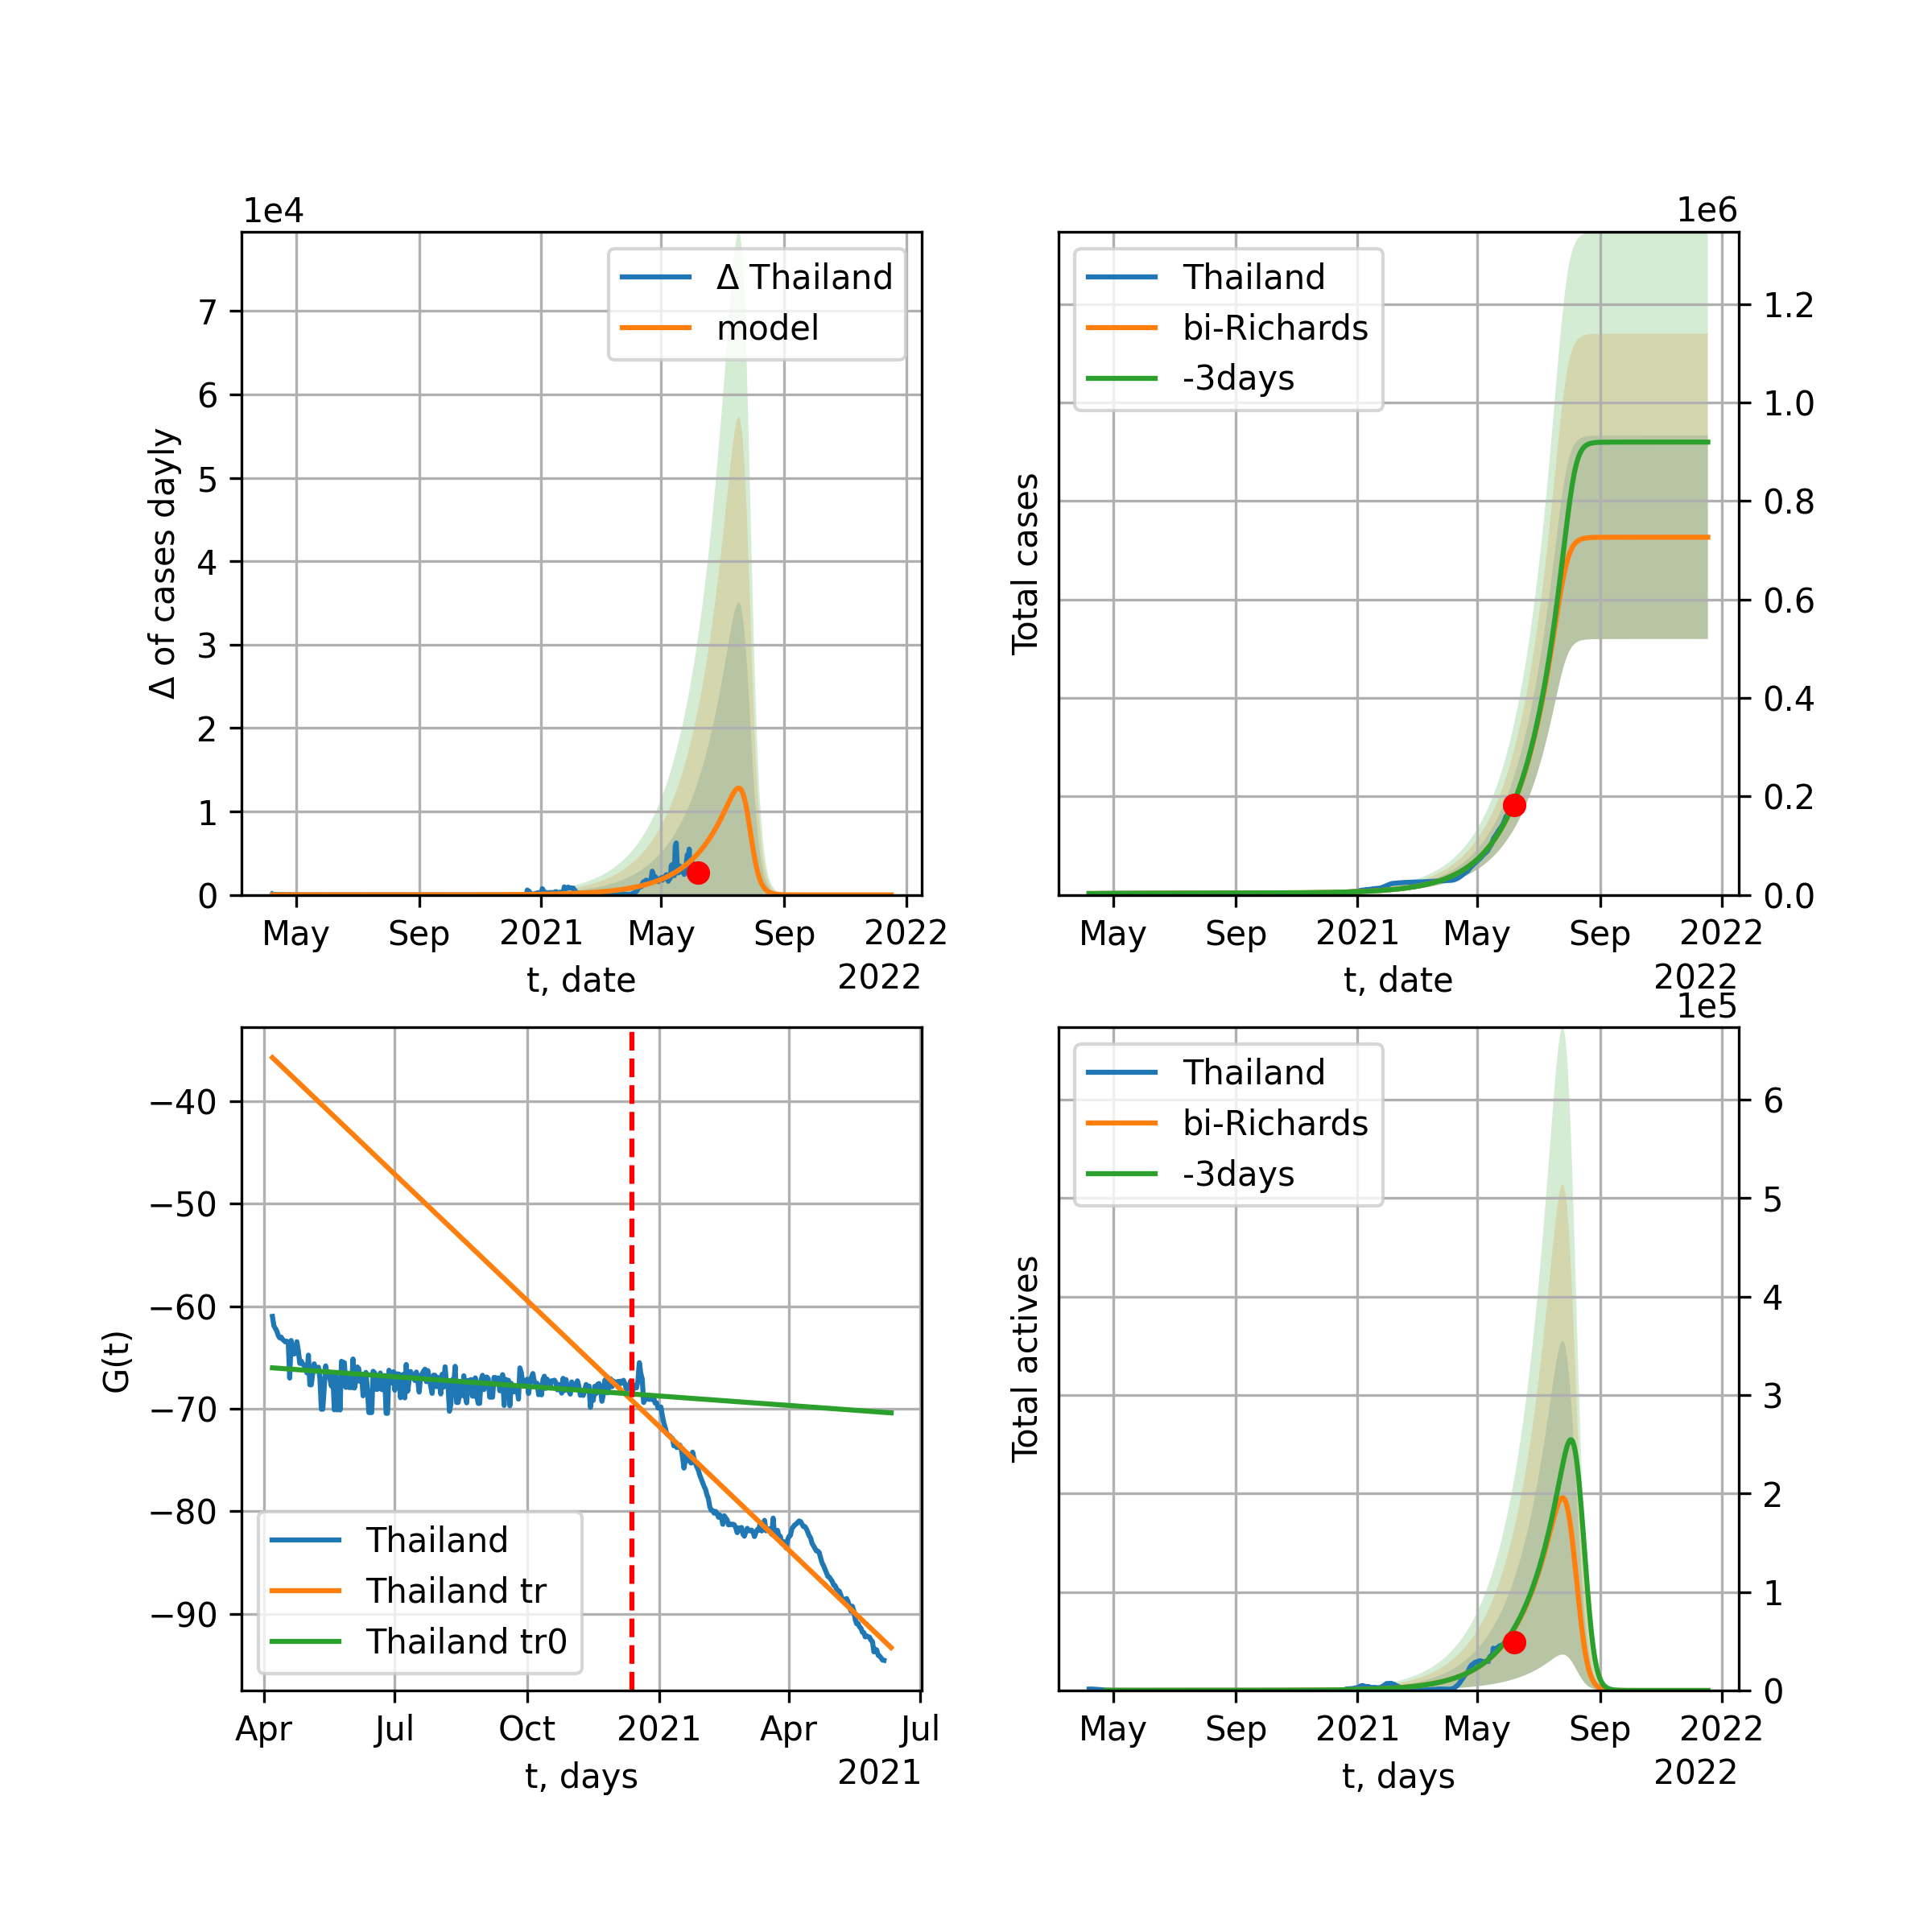 1e4
Δ Thailand
model
7
6
5
4
3
2
1
0
Δ of cases dayly
May
Sep
2021
May
Sep
2022
t, date
2022
1e6
Thailand
bi-Richards
-3days
1.2
1.0
0.8
0.6
0.4
0.2
0.0
Total cases
May
Sep
2021
May
Sep
2022
t, date
2022
−40
−50
−60
−70
−80
−90
G(t)
Thailand
Thailand tr
Thailand tr0
Apr
Jul
Oct
2021
Apr
Jul
t, days
2021
1e5
Thailand
bi-Richards
-3days
6
5
4
3
2
1
0
Total actives
May
Sep
2021
May
Sep
2022
t, days
2022